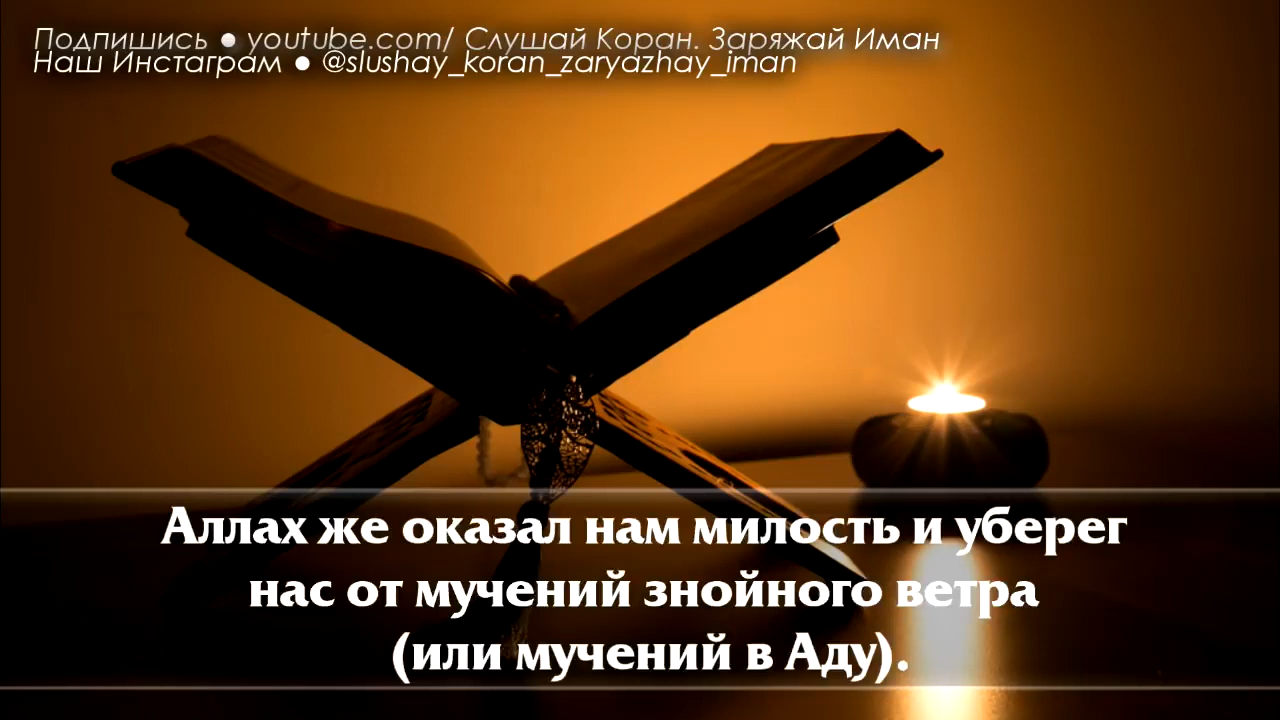 Подпишись ● youtube.com/ Слушай Коран. Заряжай Иман
Наш Инстаграм ● @slushay_koran_zaryazhay_iman
Аллах же оказал нам милость и уберег
нас от мучений знойного ветра
(или мучений в Аду).